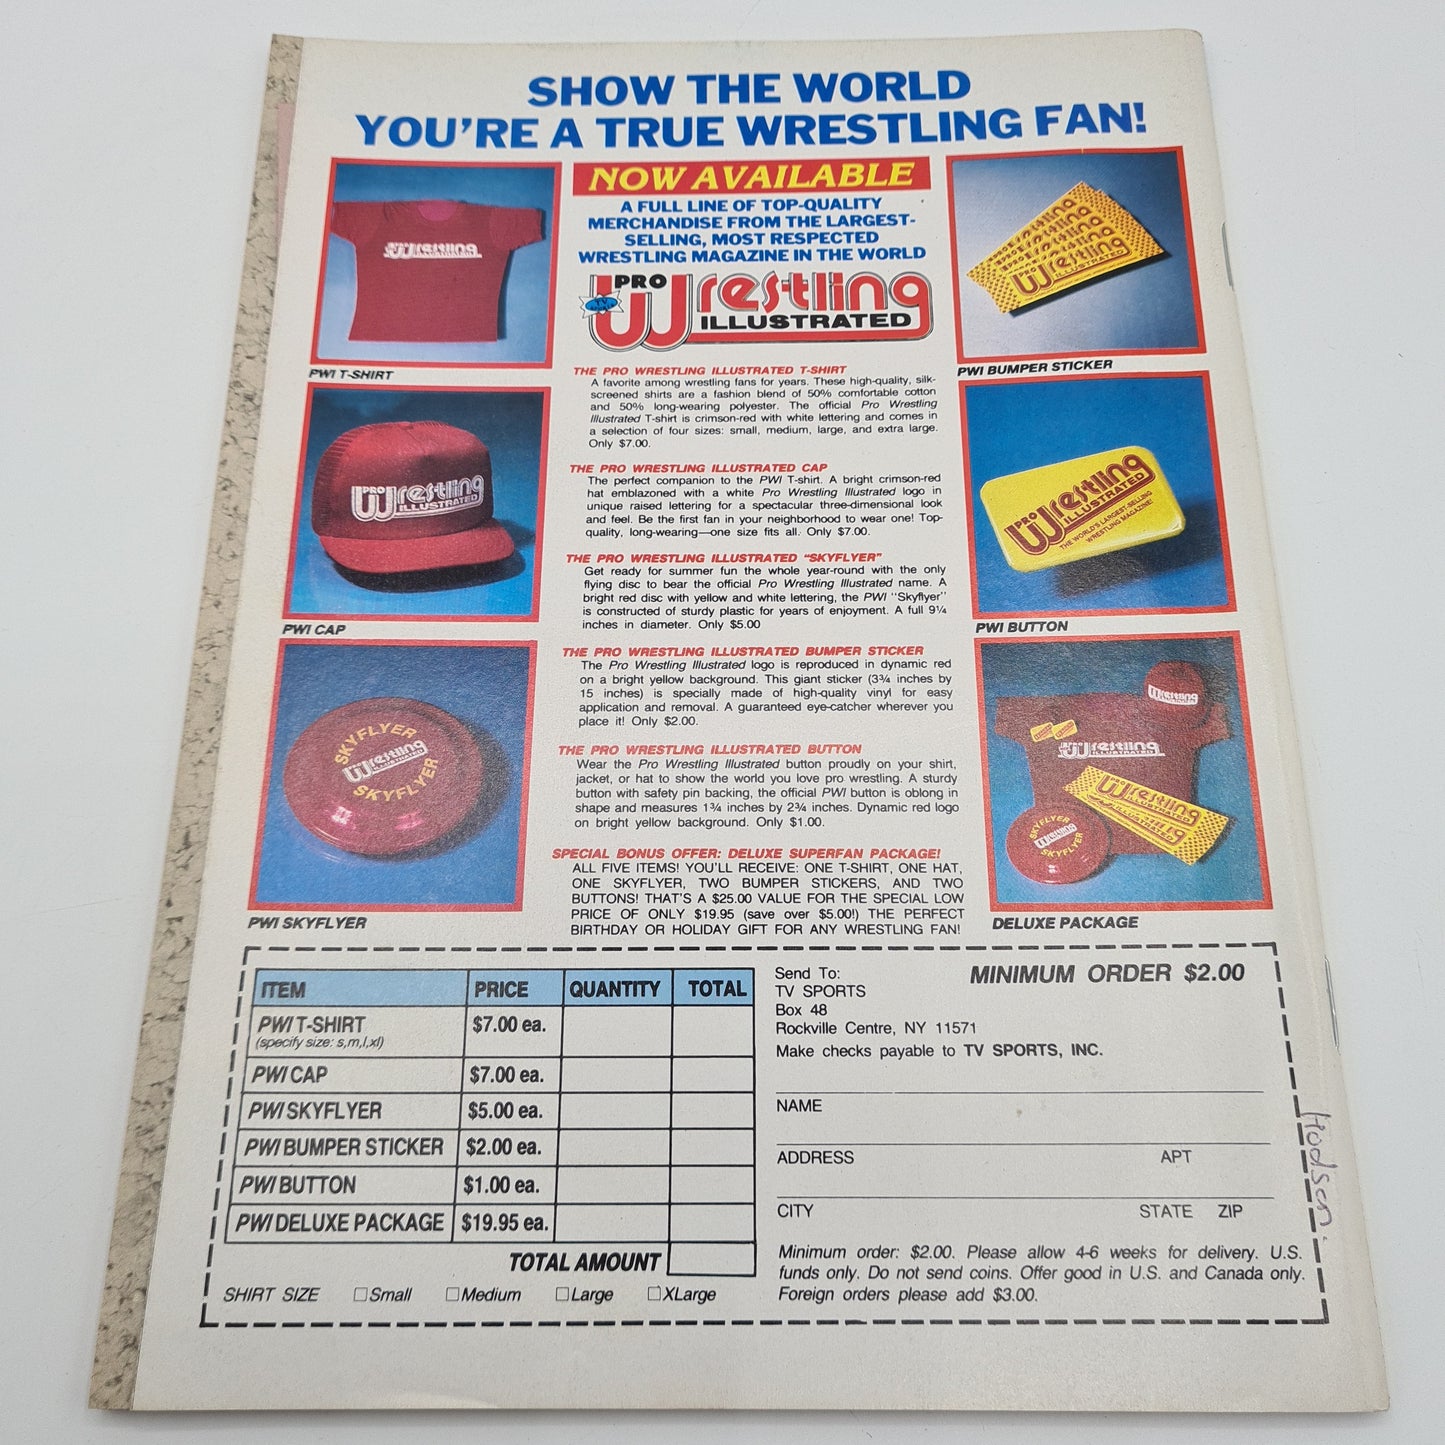 SHOW THE WORLD
YOU'RE A TRUE WRESTLING FAN!
NOW AVAILABLE
A FULL LINE OF TOP-QUALITY
MERCHANDISE FROM THE LARGEST-
SELLING, MOST RESPECTED
WRESTLING MAGAZINE IN THE WORLD
PRO
Wrestling
ILLUSTRATED
PWI T-SHIRT
PWI CAP
PWI SKYFLYER
PWI BUMPER STICKER
PWI BUTTON
DELUXE PACKAGE
Wrestling
PRO
Wrestling
ILLUSTRATED
SKYFLYER
Wrestling
SKYFLYER
Wrestling
ILLUSTRATED
PRO
Wrestling
ILLUSTRATED
THE WORLD'S LARGEST-SELLING
WRESTLING MAGAZINE!
THE PRO WRESTLING ILLUSTRATED T-SHIRT
A favorite among wrestling fans for years. These high-quality, silk-
screened shirts are a fashion blend of 50% comfortable cotton
and 50% long-wearing polyester. The official Pro Wrestling
Illustrated T-shirt is crimson-red with white lettering and comes in
a selection of four sizes: small, medium, large, and extra large.
Only $7.00.
THE PRO WRESTLING ILLUSTRATED CAP
The perfect companion to the PWI T-shirt. A bright crimson-red
hat emblazoned with a white Pro Wrestling Illustrated logo in
unique raised lettering for a spectacular three-dimensional look
and feel. Be the first fan in your neighborhood to wear one! Top-
quality, long-wearing—one size fits all. Only $7.00.
THE PRO WRESTLING ILLUSTRATED "SKYFLYER"
Get ready for summer fun the whole year-round with the only
flying disc to bear the official Pro Wrestling Illustrated name. A
bright red disc with yellow and white lettering, the PWI "Skyflyer"
is constructed of sturdy plastic for years of enjoyment. A full 9¼
inches in diameter. Only $5.00
THE PRO WRESTLING ILLUSTRATED BUMPER STICKER
The Pro Wrestling Illustrated logo is reproduced in dynamic red
on a bright yellow background. This giant sticker (3¾ inches by
15 inches) is specially made of high-quality vinyl for easy
application and removal. A guaranteed eye-catcher wherever you
place it! Only $2.00.
THE PRO WRESTLING ILLUSTRATED BUTTON
Wear the Pro Wrestling Illustrated button proudly on your shirt,
jacket, or hat to show the world you love pro wrestling. A sturdy
button with safety pin backing, the official PWI button is oblong in
shape and measures 1¾ inches by 2¾ inches. Dynamic red logo
on bright yellow background. Only $1.00.
SPECIAL BONUS OFFER: DELUXE SUPERFAN PACKAGE!
ALL FIVE ITEMS! YOU'LL RECEIVE: ONE T-SHIRT, ONE HAT,
ONE SKYFLYER, TWO BUMPER STICKERS, AND TWO
BUTTONS! THAT'S A $25.00 VALUE FOR THE SPECIAL LOW
PRICE OF ONLY $19.95 (save over $5.00!) THE PERFECT
BIRTHDAY OR HOLIDAY GIFT FOR ANY WRESTLING FAN!
ITEM PRICE QUANTITY TOTAL
PWI T-SHIRT $7.00 ea.
(specify size: s,m,l,xl)
PWI CAP $7.00 ea.
PWI SKYFLYER $5.00 ea.
PWI BUMPER STICKER $2.00 ea.
PWI BUTTON $1.00 ea.
PWI DELUXE PACKAGE $19.95 ea.
TOTAL AMOUNT
SHIRT SIZE Small Medium Large XLarge
Send To:
MINIMUM ORDER $2.00
TV SPORTS
Box 48
Rockville Centre, NY 11571
Make checks payable to TV SPORTS, INC.
NAME
ADDRESS APT
CITY STATE ZIP
Minimum order: $2.00. Please allow 4-6 weeks for delivery. U.S.
funds only. Do not send coins. Offer good in U.S. and Canada only.
Foreign orders please add $3.00.
Hodson.